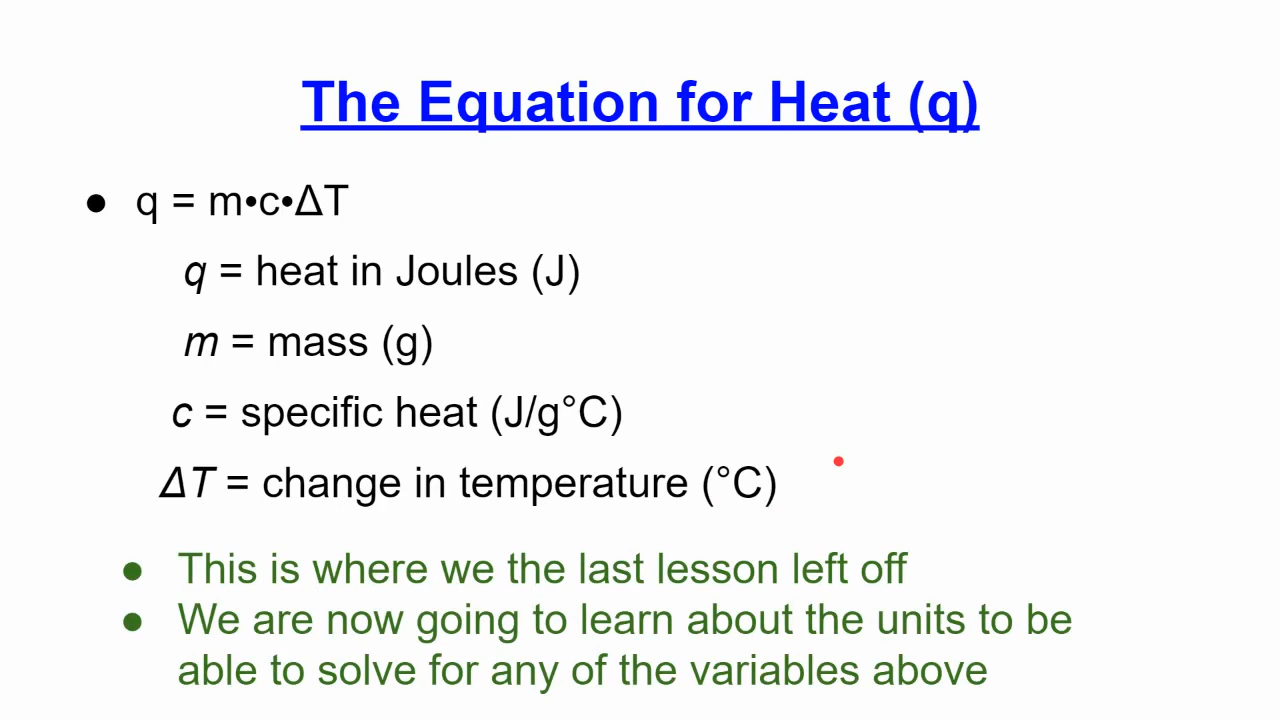 The Equation for Heat (q)
● q = m•c•ΔT
q = heat in Joules (J)
m = mass (g)
c = specific heat (J/g°C)
ΔT = change in temperature (°C)
● This is where we the last lesson left off
● We are now going to learn about the units to be
able to solve for any of the variables above